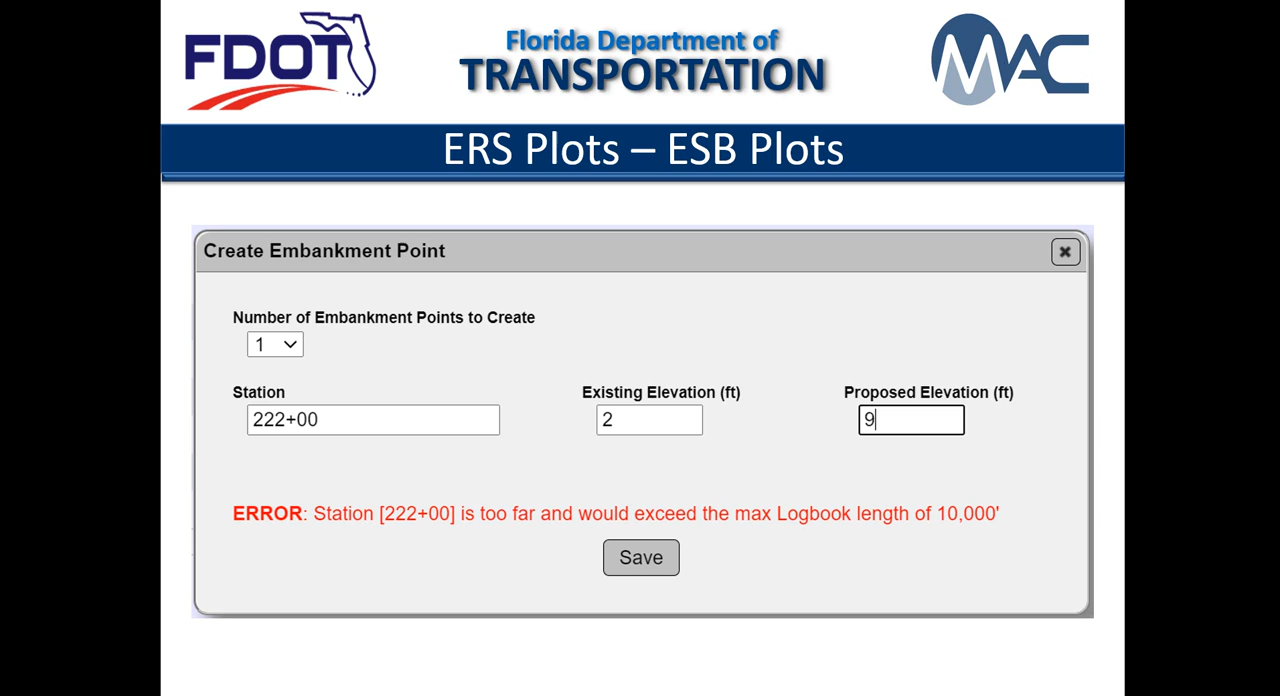 FDOT
Florida Department of
TRANSPORTATION
MAC
ERS Plots – ESB Plots
Create Embankment Point
Number of Embankment Points to Create
1
Station
Existing Elevation (ft)
Proposed Elevation (ft)
222+00
2
9
ERROR: Station [222+00] is too far and would exceed the max Logbook length of 10,000'
Save